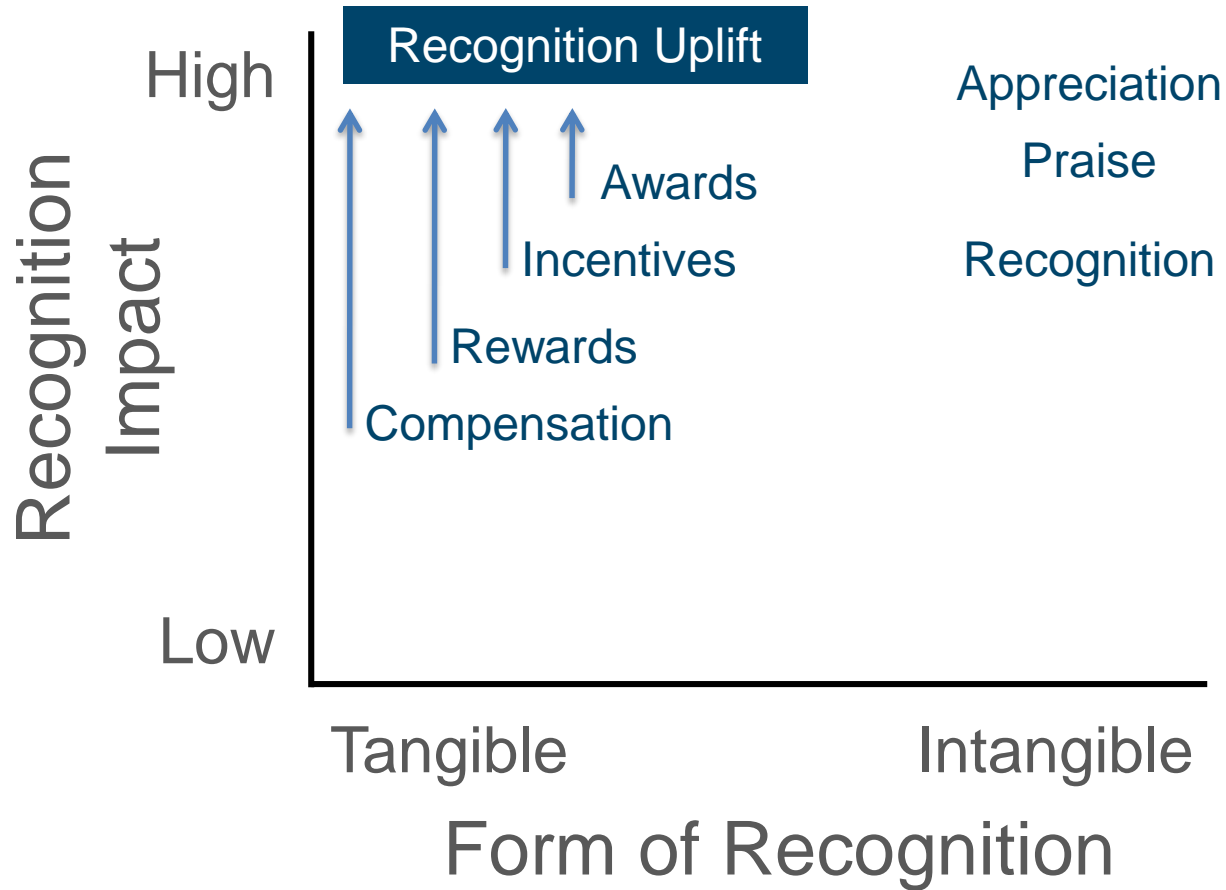 Recognition Uplift
High
Appreciation
Praise
Awards
Recognition
Incentives
Rewards
Compensation
Recognition
Impact
Low
Tangible
Intangible
Form of Recognition